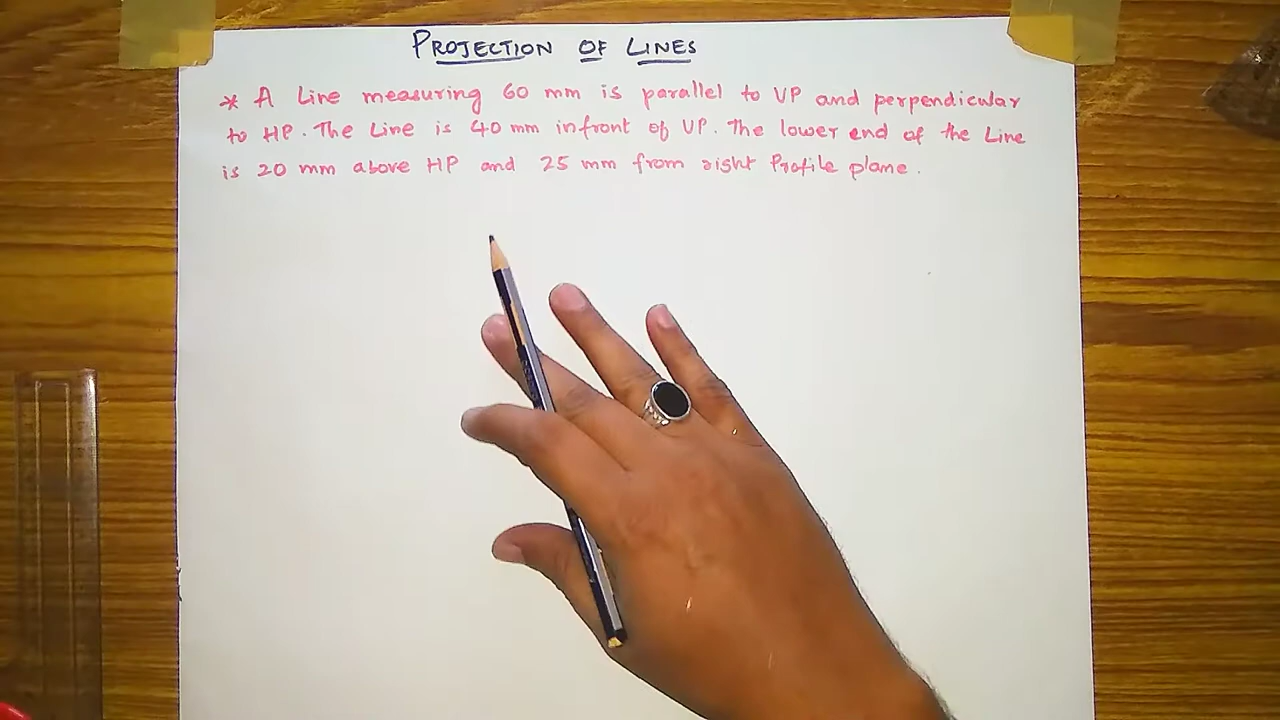 PROJECTION OF LINES
* A Line measuring 60 mm is parallel to VP and perpendicular
to HP. The Line is 40 mm infront of VP. The lower end of the Line
is 20 mm above HP and 25 mm from right Profile plane.